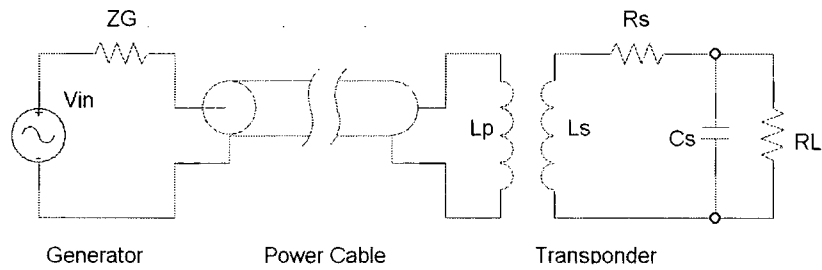 ZG
Rs
Vin
Lp
Ls
Cs
RL
Generator
Power Cable
Transponder